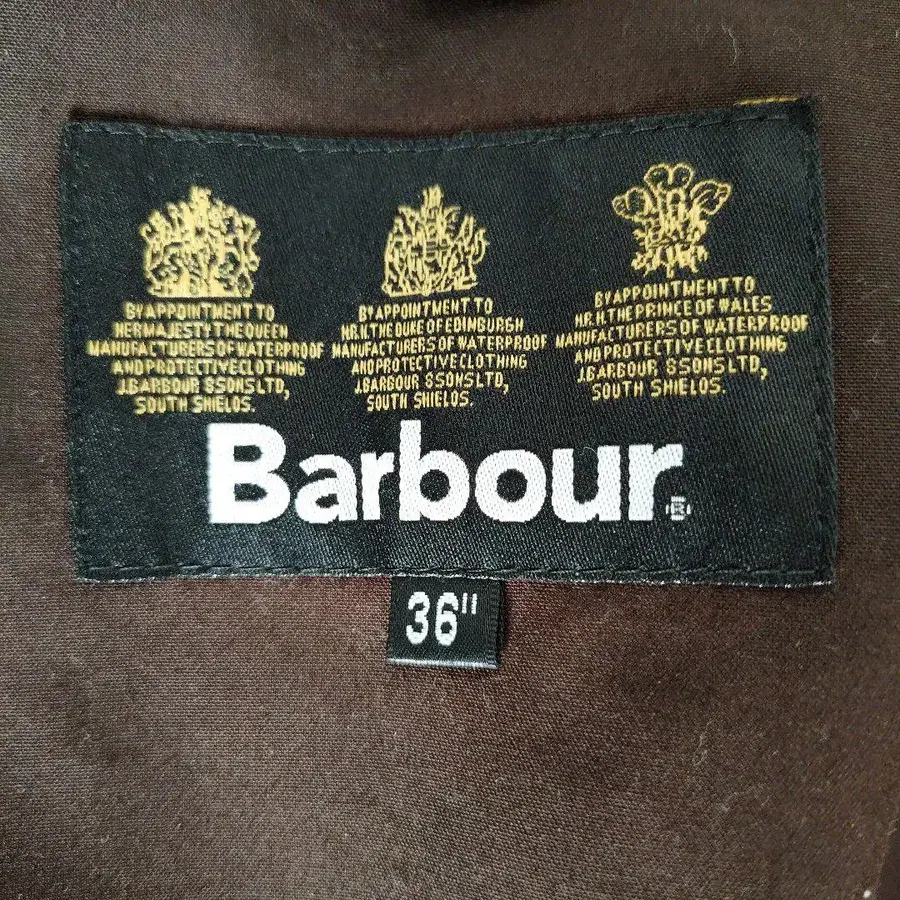 BY APPOINTMENT TO
HER MAJESTY THE QUEEN
MANUFACTURERS OF WATERPROOF
AND PROTECTIVE CLOTHING
J.BARBOUR & SONS LTD,
SOUTH SHIELDS.
BY APPOINTMENT TO
H.R.H. THE DUKE OF EDINBURGH
MANUFACTURERS OF WATERPROOF
AND PROTECTIVE CLOTHING
J.BARBOUR & SONS LTD,
SOUTH SHIELDS.
BY APPOINTMENT TO
H.R.H. THE PRINCE OF WALES
MANUFACTURERS OF WATERPROOF
AND PROTECTIVE CLOTHING
J.BARBOUR & SONS LTD,
SOUTH SHIELDS.
Barbour®
36"